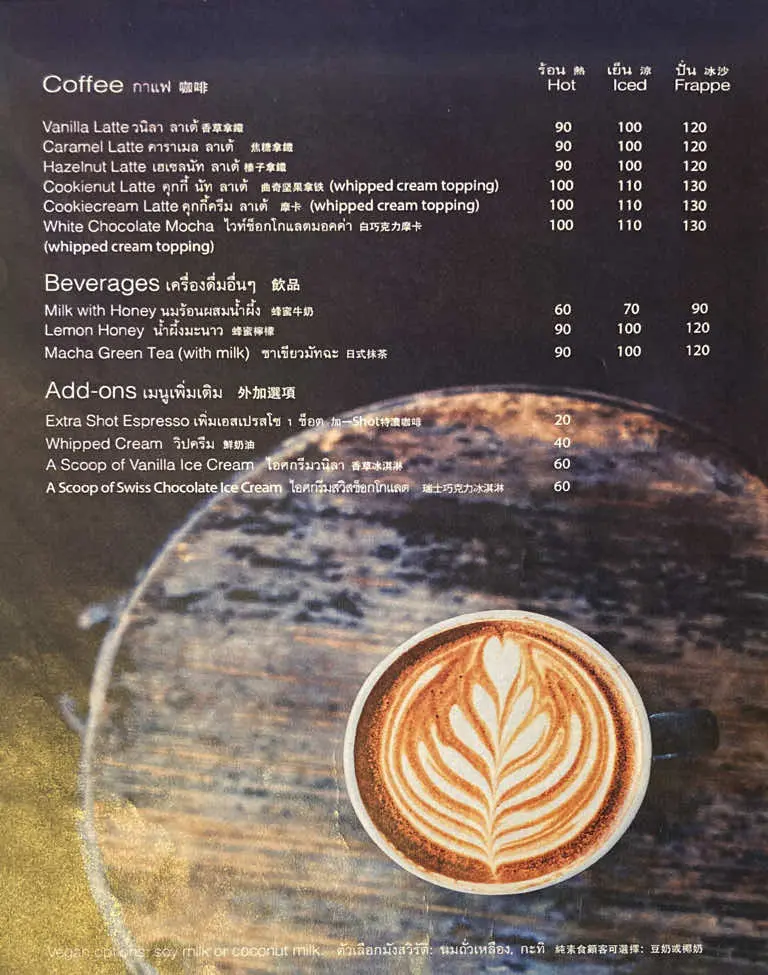 ร้อน 熱 เย็น 涼 ปั่น 冰沙
Coffee กาแฟ 咖啡 Hot Iced Frappe
Vanilla Latte วนิลา ลาเต้ 香草拿鐵 90 100 120
Caramel Latte คาราเมล ลาเต้ 焦糖拿鐵 90 100 120
Hazelnut Latte เฮเซลนัท ลาเต้ 榛子拿鐵 90 100 120
Cookienut Latte คุกกี้ นัท ลาเต้ 曲奇坚果拿铁 (whipped cream topping) 100 110 130
Cookiecream Latte คุกกี้ครีม ลาเต้ 摩卡 (whipped cream topping) 100 110 130
White Chocolate Mocha ไวท์ช็อกโกแลตมอคค่า 白巧克力摩卡 100 110 130
(whipped cream topping)
Beverages เครื่องดื่มอื่นๆ 飲品
Milk with Honey นมร้อนผสมน้ำผึ้ง 蜂蜜牛奶 60 70 90
Lemon Honey น้ำผึ้งมะนาว 蜂蜜檸檬 90 100 120
Macha Green Tea (with milk) ชาเขียวมัทฉะ 日式抹茶 90 100 120
Add-ons เมนูเพิ่มเติม 外加選項
Extra Shot Espresso เพิ่มเอสเปรสโซ 1 ช็อต 加一Shot特濃咖啡 20
Whipped Cream วิปครีม 鮮奶油 40
A Scoop of Vanilla Ice Cream ไอศกรีมวนิลา 香草冰淇淋 60
A Scoop of Swiss Chocolate Ice Cream ไอศกรีมสวิสช็อกโกแลต 瑞士巧克力冰淇淋 60
Vegan options: soy milk or coconut milk. ตัวเลือกมังสวิรัติ: นมถั่วเหลือง, กะทิ 純素食顧客可選擇: 豆奶或椰奶